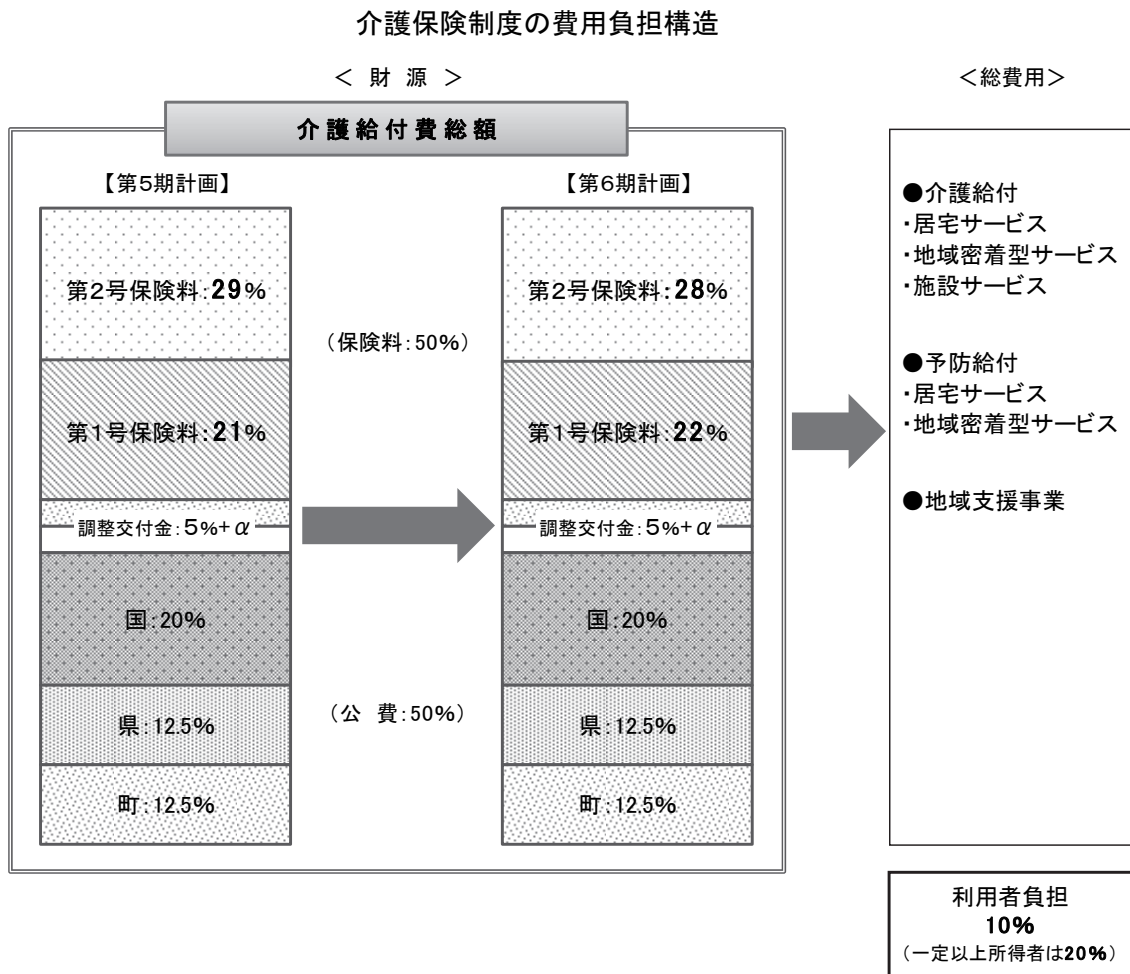 介護保険制度の費用負担構造
＜ 財 源 ＞
＜総費用＞
介護給付費総額
【第5期計画】
【第6期計画】
第2号保険料：29%
第1号保険料：21%
調整交付金：5%+α
国：20%
県：12.5%
町：12.5%
（保険料：50%）
（公 費：50%）
第2号保険料：28%
第1号保険料：22%
調整交付金：5%+α
国：20%
県：12.5%
町：12.5%
●介護給付
・居宅サービス
・地域密着型サービス
・施設サービス
●予防給付
・居宅サービス
・地域密着型サービス
●地域支援事業
利用者負担
10%
（一定以上所得者は20%）